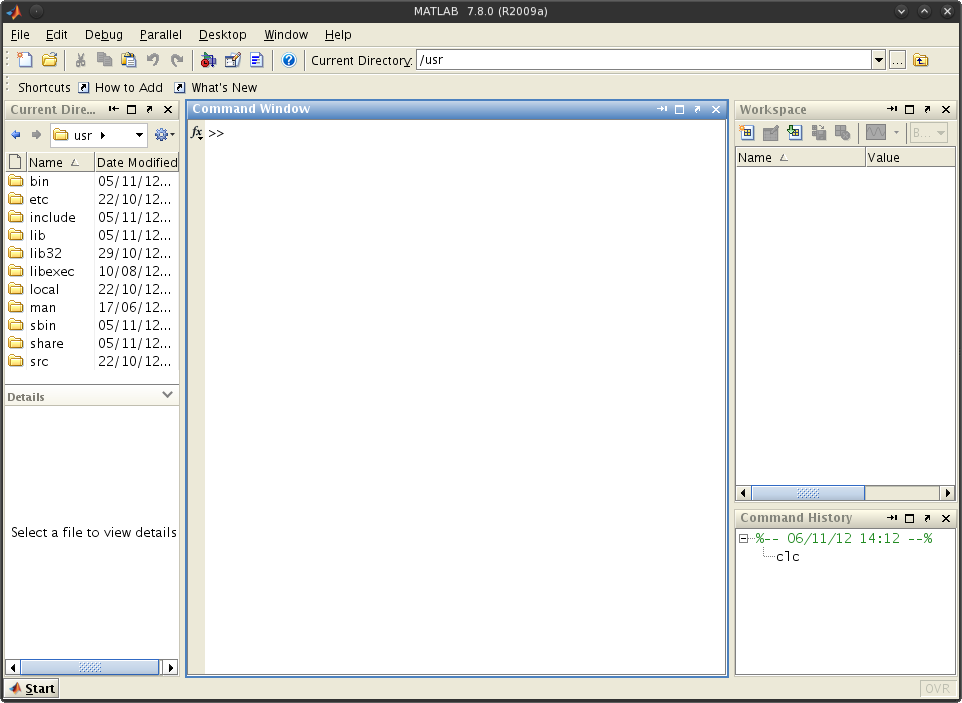 MATLAB 7.8.0 (R2009a)
File Edit Debug Parallel Desktop Window Help
Current Directory: /usr ...
Shortcuts How to Add What's New
Current Dire...
usr
Name Date Modified
bin 05/11/12...
etc 22/10/12...
include 05/11/12...
lib 05/11/12...
lib32 29/10/12...
libexec 10/08/12...
local 22/10/12...
man 17/06/12...
sbin 05/11/12...
share 05/11/12...
src 22/10/12...
Details
Select a file to view details
Start
Command Window
fx >>
Workspace
B...
Name Value
Command History
%-- 06/11/12 14:12 --%
clc
OVR